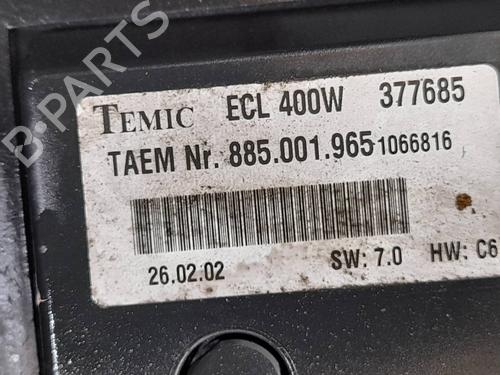 TEMIC ECL 400W 377685
TAEM Nr. 885.001.965-1066816
26.02.02 SW: 7.0 HW: C6
B-PARTS